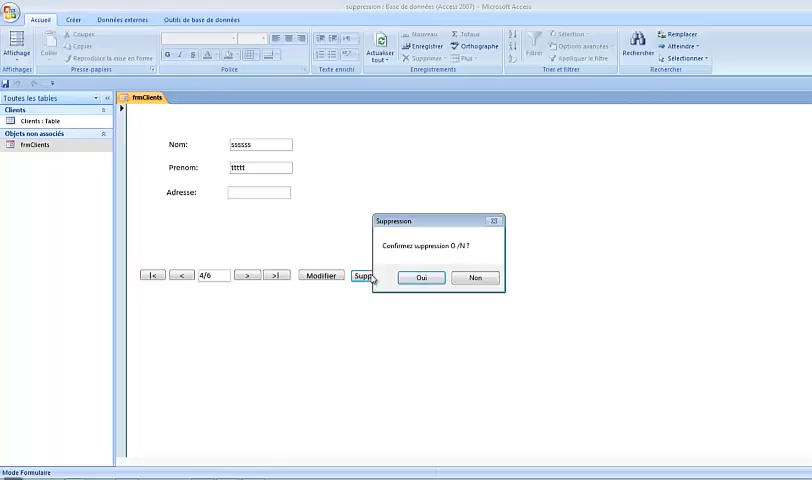 suppression : Base de données (Access 2007) - Microsoft Access
Accueil Créer Données externes Outils de base de données
Affichage
Coller
Couper
Copier
Reproduire la mise en forme
G I S
Actualiser
tout
Nouveau
Enregistrer
Supprimer
Totaux
Orthographe
Plus
Filtrer
Sélection
Options avancées
Appliquer le filtre
Rechercher
Remplacer
Atteindre
Sélectionner
Affichages Presse-papiers Police Texte enrichi Enregistrements Trier et filtrer Rechercher
Toutes les tables
Clients
Clients : Table
Objets non associés
frmClients
frmClients
Nom: ssssss
Prenom: ttttt
Adresse:
|< < 4/6 > >| Modifier Supp
Suppression
Confirmez suppression O /N ?
Oui Non
Mode Formulaire